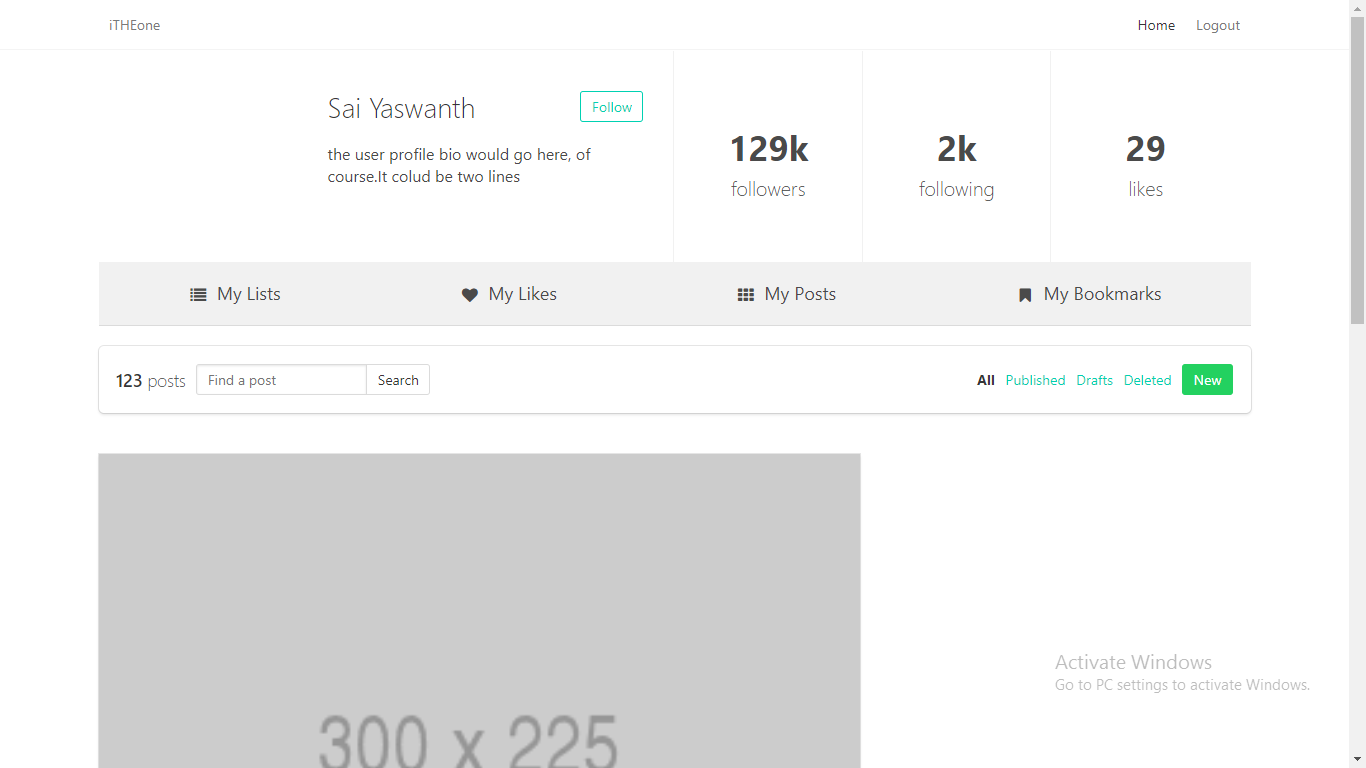 iTHEone Home Logout
Sai Yaswanth Follow
the user profile bio would go here, of
course.It colud be two lines
129k 2k 29
followers following likes
My Lists My Likes My Posts My Bookmarks
123 posts Find a post Search All Published Drafts Deleted New
Activate Windows
Go to PC settings to activate Windows.
300 x 225